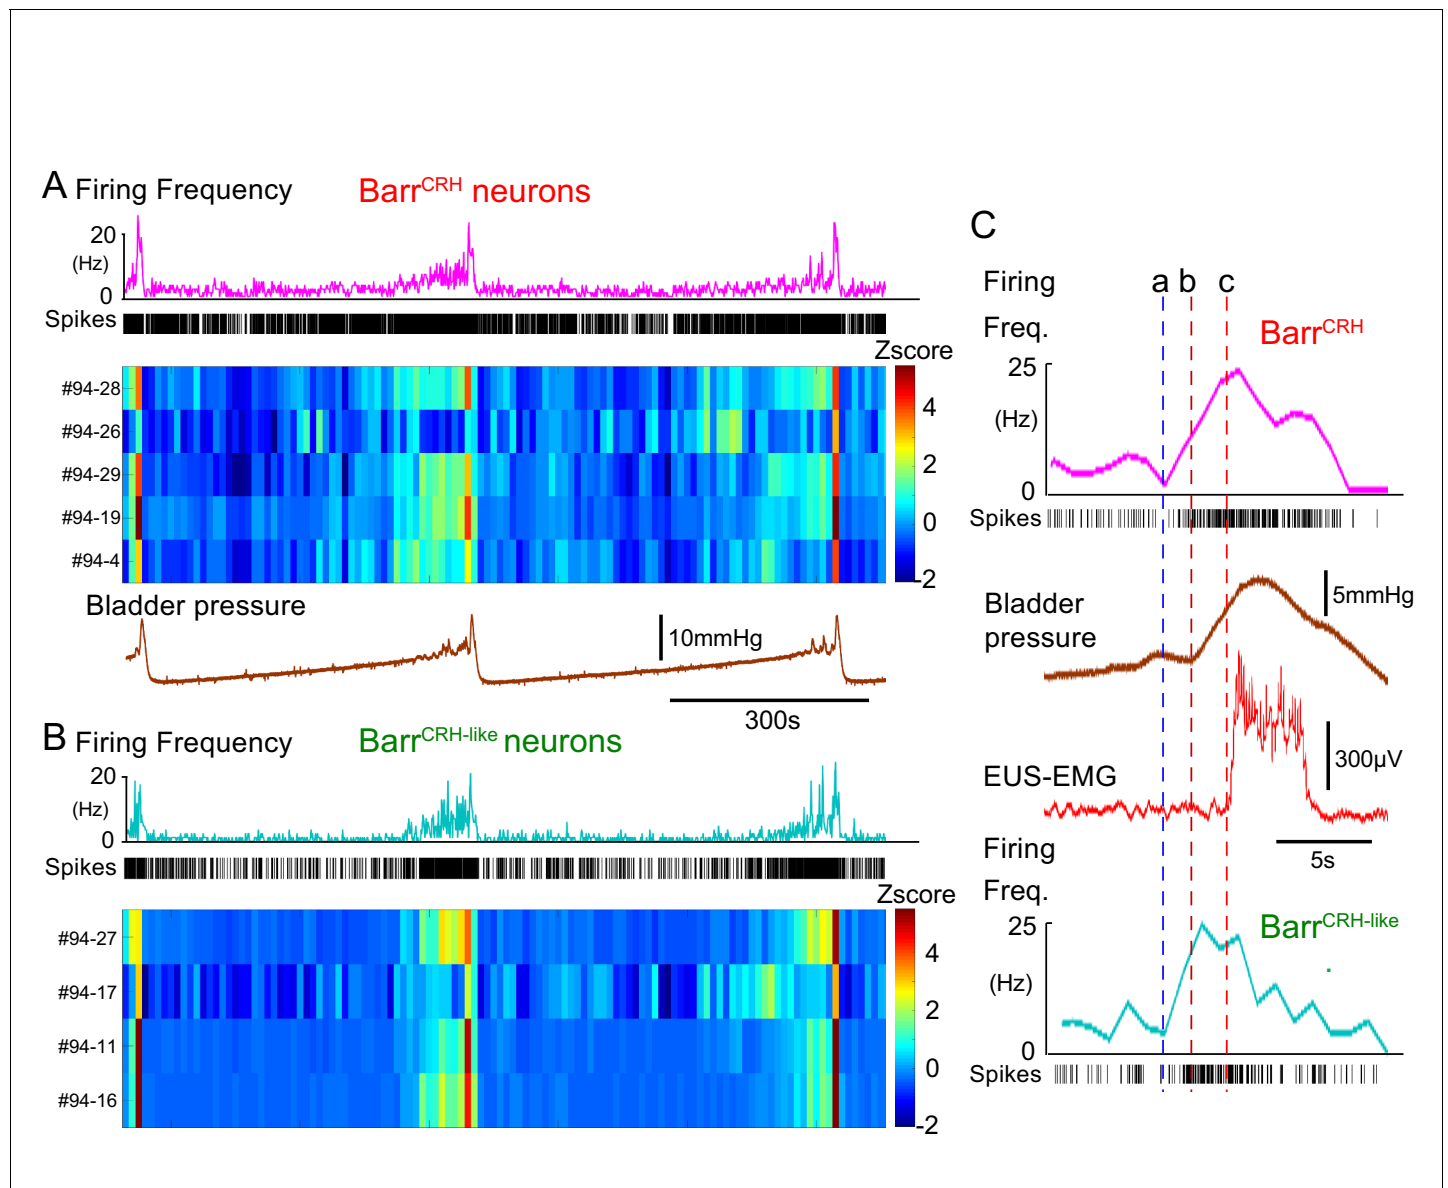 A Firing Frequency Barr^CRH neurons
20
(Hz)
0
Spikes
Zscore
#94-28
#94-26
#94-29
#94-19
#94-4
4
2
0
-2
Bladder pressure
10mmHg
300s
B Firing Frequency Barr^CRH-like neurons
20
(Hz)
0
Spikes
Zscore
#94-27
#94-17
#94-11
#94-16
4
2
0
-2
C
a b c
Firing
Freq.
Barr^CRH
25
(Hz)
0
Spikes
Bladder
pressure
5mmHg
EUS-EMG
300µV
5s
Firing
Freq.
Barr^CRH-like
25
(Hz)
0
Spikes